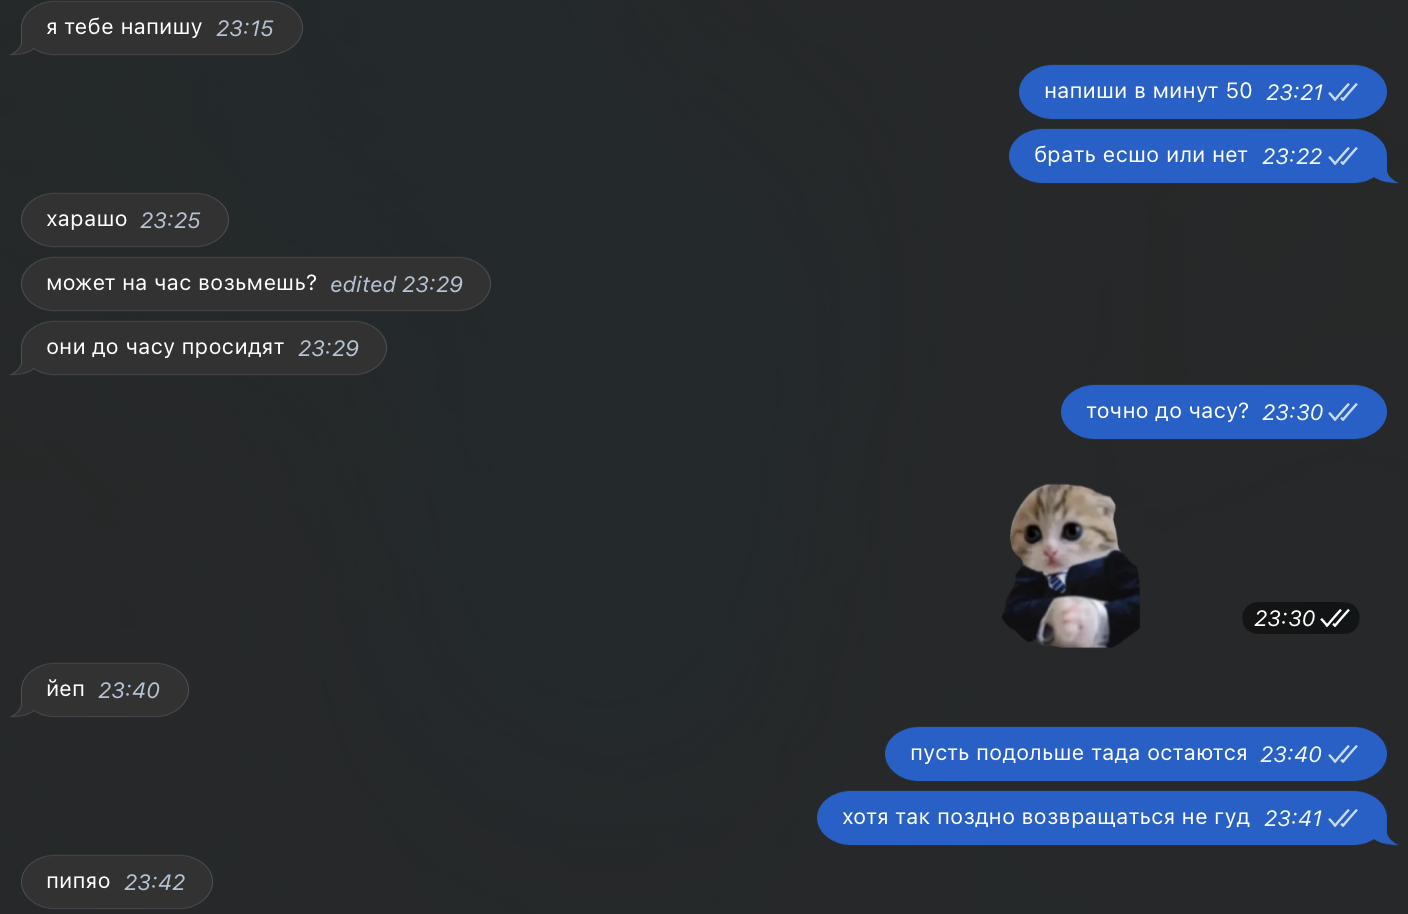 я тебе напишу 23:15
напиши в минут 50 23:21
брать есшо или нет 23:22
харашо 23:25
может на час возьмешь? edited 23:29
они до часу просидят 23:29
точно до часу? 23:30
23:30
йеп 23:40
пусть подольше тада остаются 23:40
хотя так поздно возвращаться не гуд 23:41
пипяо 23:42